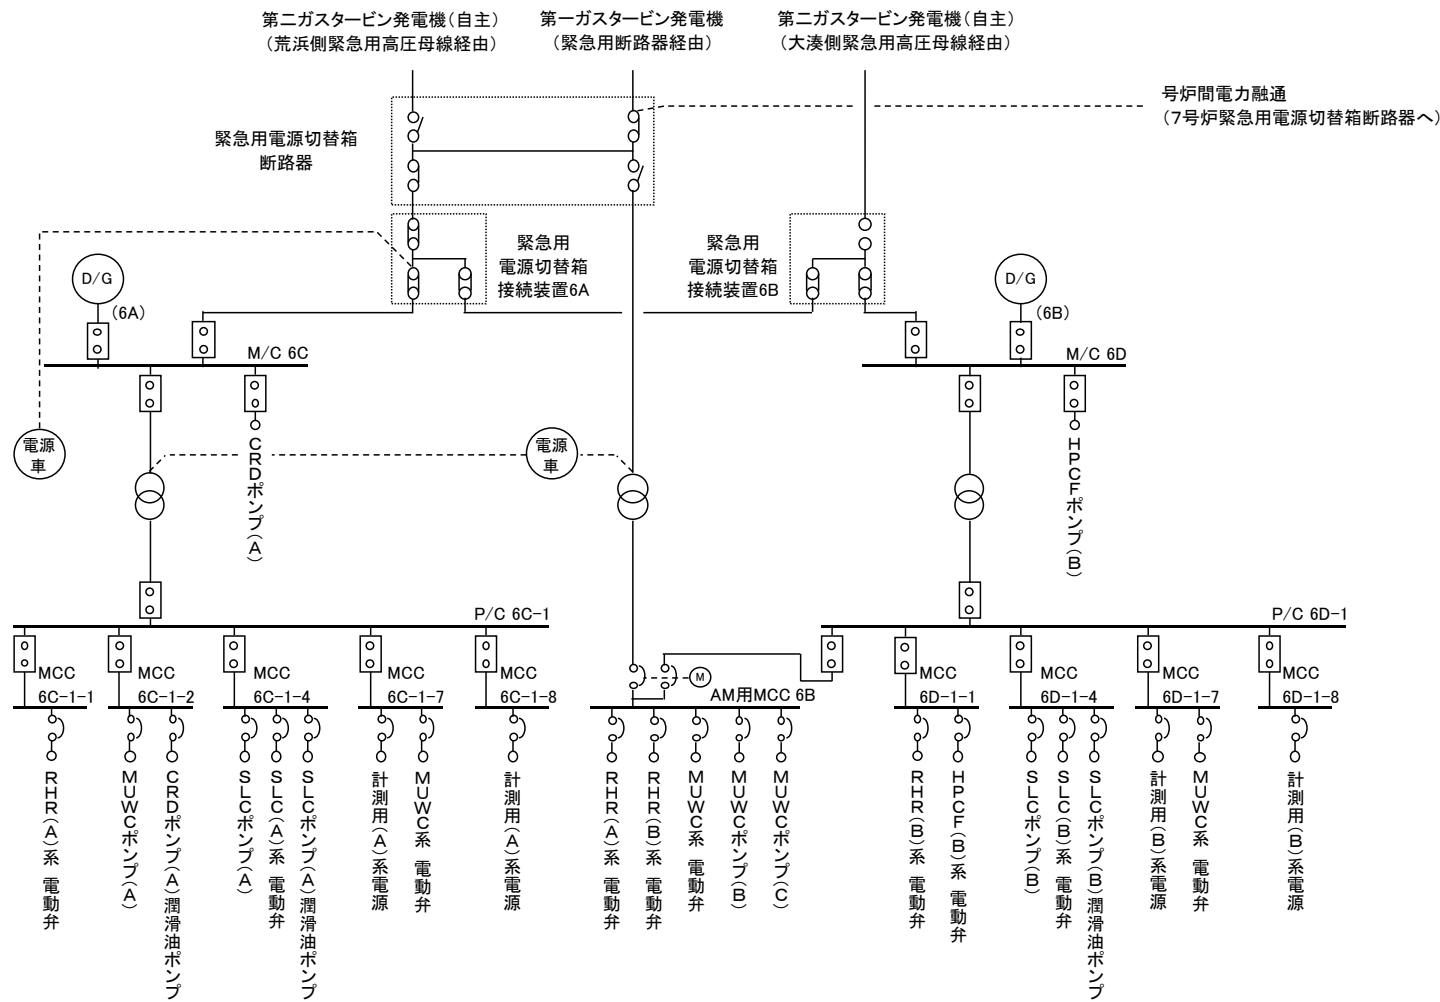 第二ガスタービン発電機(自主)
(荒浜側緊急用高圧母線経由)
第一ガスタービン発電機
(緊急用断路器経由)
第二ガスタービン発電機(自主)
(大湊側緊急用高圧母線経由)
号炉間電力融通
(7号炉緊急用電源切替箱断路器へ)
緊急用電源切替箱
断路器
緊急用
電源切替箱
接続装置6A
緊急用
電源切替箱
接続装置6B
D/G
(6A)
D/G
(6B)
M/C 6C
M/C 6D
電源
車
電源
車
CRDポンプ(A)
HPCFポンプ(B)
P/C 6C-1
P/C 6D-1
MCC
6C-1-1
MCC
6C-1-2
MCC
6C-1-4
MCC
6C-1-7
MCC
6C-1-8
M
AM用MCC 6B
MCC
6D-1-1
MCC
6D-1-4
MCC
6D-1-7
MCC
6D-1-8
RHR(A)系 電動弁
MUWCポンプ(A)
CRDポンプ(A)潤滑油ポンプ
SLCポンプ(A)
SLC(A)系 電動弁
SLCポンプ(A)潤滑油ポンプ
計測用(A)系電源
MUWC系 電動弁
計測用(A)系電源
RHR(A)系 電動弁
RHR(B)系 電動弁
MUWC系 電動弁
MUWCポンプ(B)
MUWCポンプ(C)
RHR(B)系 電動弁
HPCF(B)系 電動弁
SLCポンプ(B)
SLC(B)系 電動弁
SLCポンプ(B)潤滑油ポンプ
計測用(B)系電源
MUWC系 電動弁
計測用(B)系電源